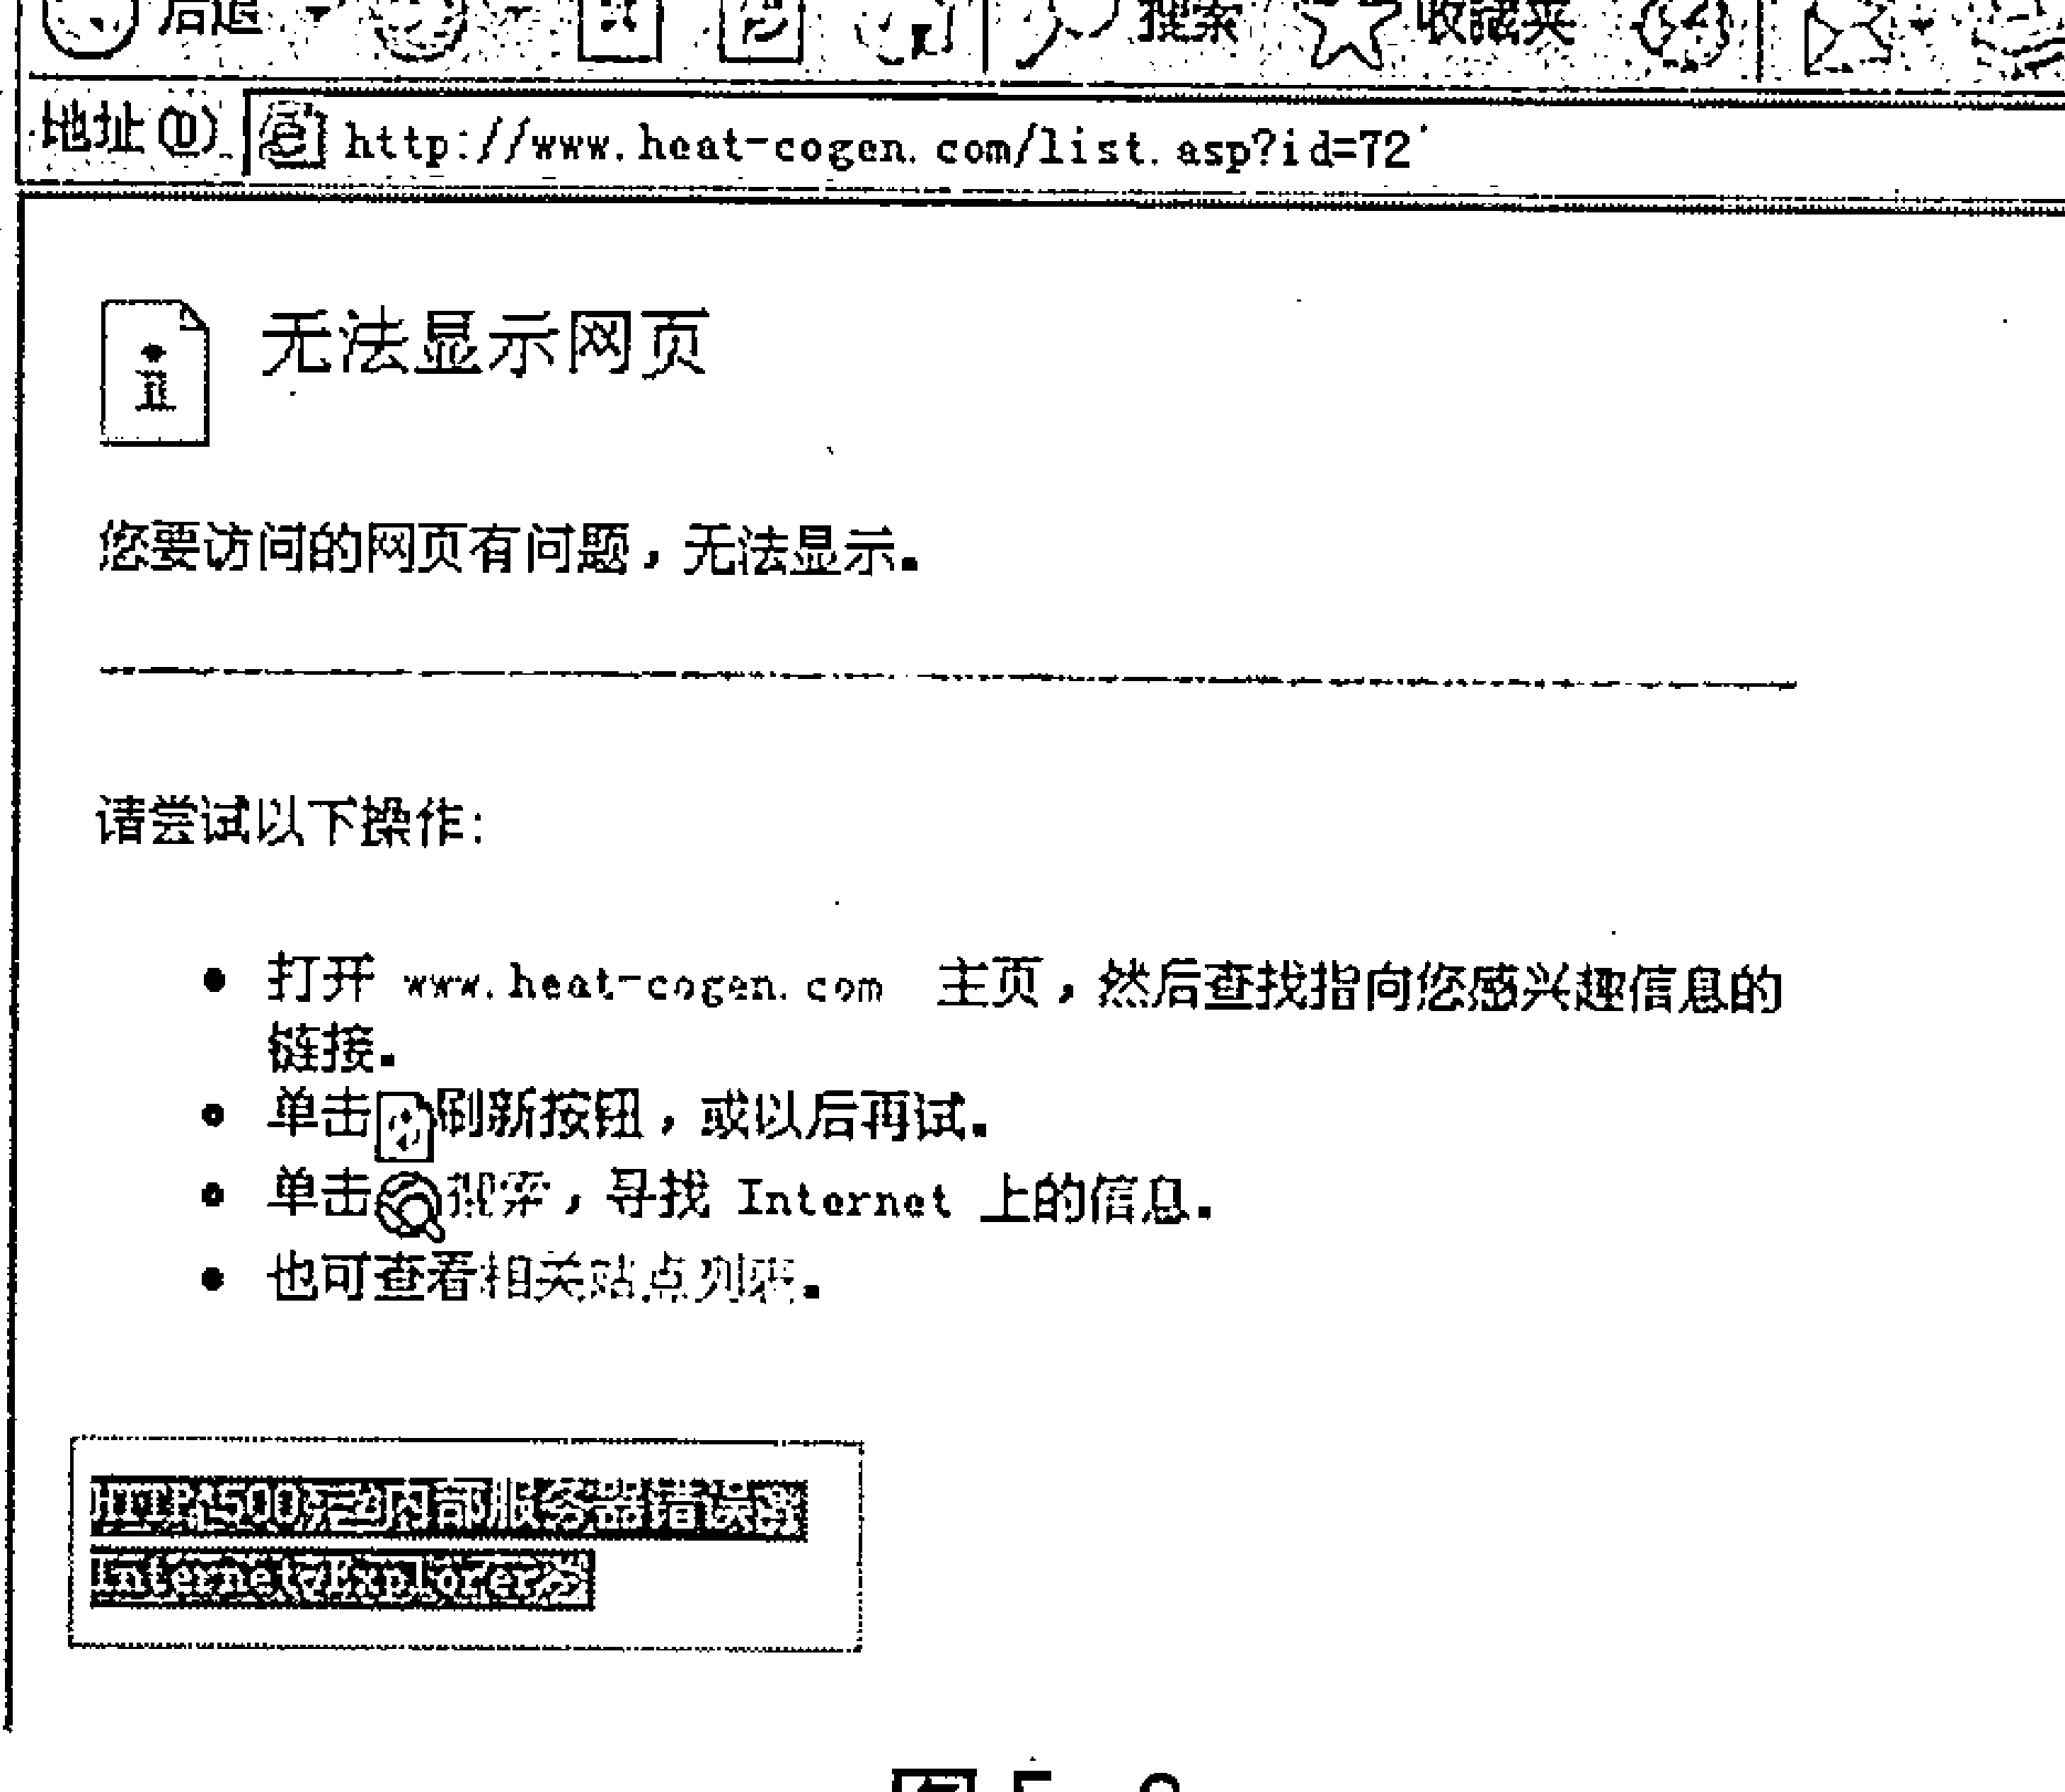 后退 搜索 收藏夹
地址(D) http://www.heat-cogen.com/list.asp?id=72'
无法显示网页
您要访问的网页有问题，无法显示。
请尝试以下操作:
打开 www.heat-cogen.com 主页，然后查找指向您感兴趣信息的
链接。
单击 刷新按钮，或以后再试。
单击 搜索，寻找 Internet 上的信息。
也可查看相关站点列表。
HTTP 500 内部服务器错误
Internet Explorer